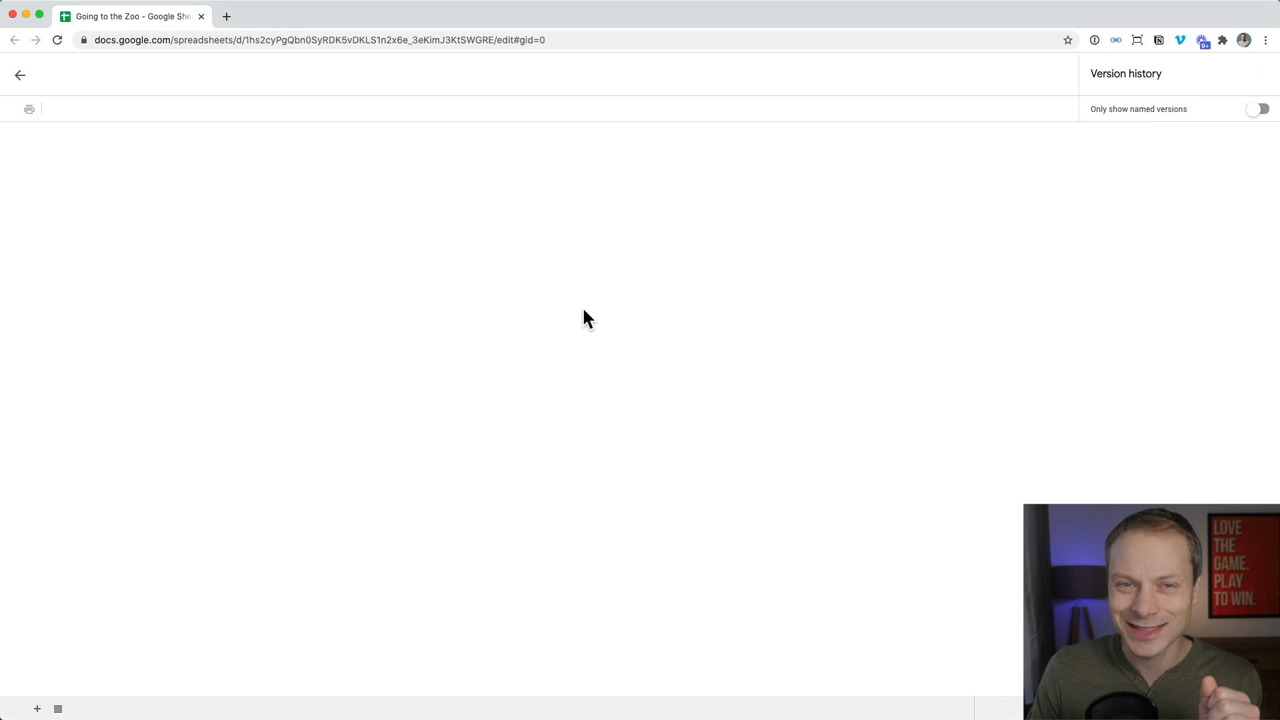 Going to the Zoo - Google She
docs.google.com/spreadsheets/d/1hs2cyPgQbn0SyRDK5vDKLS1n2x6e_3eKimJ3KtSWGRE/edit#gid=0
9+
Version history
Only show named versions
LOVE
THE
GAME.
PLAY
TO WIN.